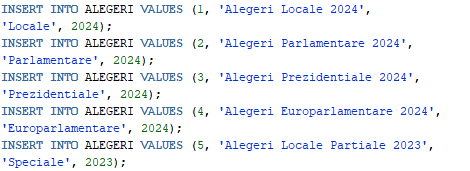 INSERT INTO ALEGERI VALUES (1, 'Alegeri Locale 2024',
'Locale', 2024);
INSERT INTO ALEGERI VALUES (2, 'Alegeri Parlamentare 2024',
'Parlamentare', 2024);
INSERT INTO ALEGERI VALUES (3, 'Alegeri Prezidentiale 2024',
'Prezidentiale', 2024);
INSERT INTO ALEGERI VALUES (4, 'Alegeri Europarlamentare 2024',
'Europarlamentare', 2024);
INSERT INTO ALEGERI VALUES (5, 'Alegeri Locale Partiale 2023',
'Speciale', 2023);